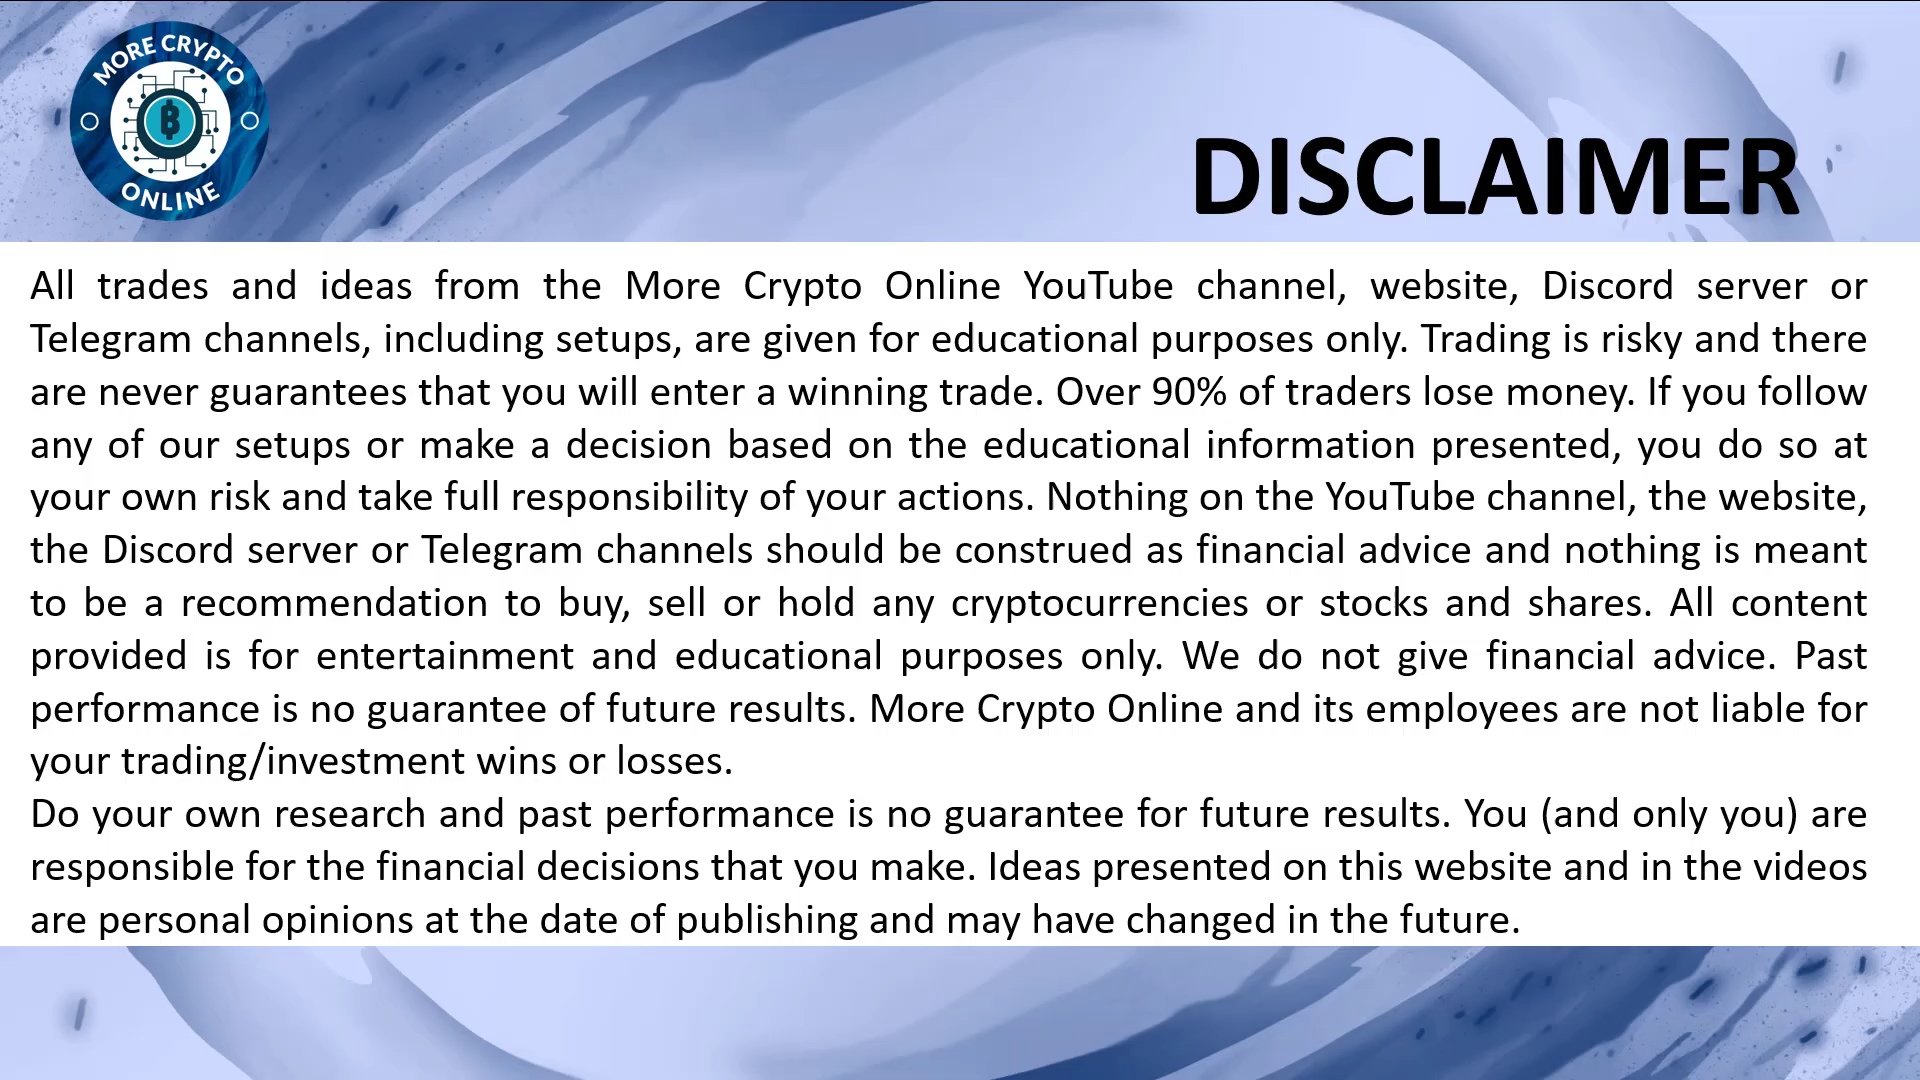 MORE CRYPTO
ONLINE
DISCLAIMER
All trades and ideas from the More Crypto Online YouTube channel, website, Discord server or
Telegram channels, including setups, are given for educational purposes only. Trading is risky and there
are never guarantees that you will enter a winning trade. Over 90% of traders lose money. If you follow
any of our setups or make a decision based on the educational information presented, you do so at
your own risk and take full responsibility of your actions. Nothing on the YouTube channel, the website,
the Discord server or Telegram channels should be construed as financial advice and nothing is meant
to be a recommendation to buy, sell or hold any cryptocurrencies or stocks and shares. All content
provided is for entertainment and educational purposes only. We do not give financial advice. Past
performance is no guarantee of future results. More Crypto Online and its employees are not liable for
your trading/investment wins or losses.
Do your own research and past performance is no guarantee for future results. You (and only you) are
responsible for the financial decisions that you make. Ideas presented on this website and in the videos
are personal opinions at the date of publishing and may have changed in the future.